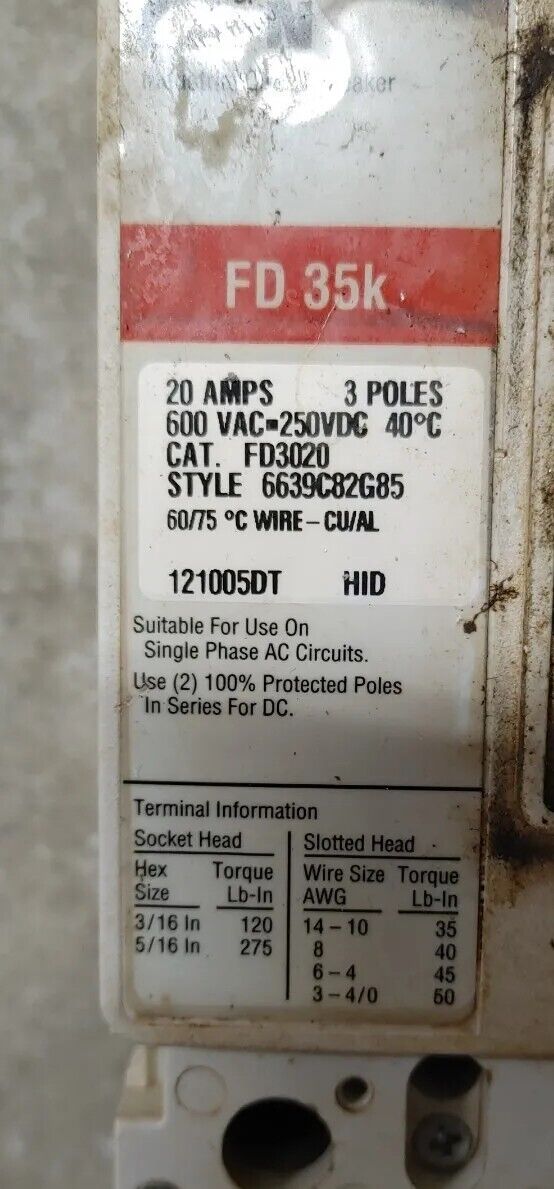 FD 35k
20 AMPS 3 POLES
600 VAC-250VDC 40°C
CAT. FD3020
STYLE 6639C82G85
60/75 °C WIRE-CU/AL
121005DT HID
Suitable For Use On
Single Phase AC Circuits.
Use (2) 100% Protected Poles
In Series For DC.
Terminal Information
Socket Head
Hex Torque
Size Lb-In
3/16 In 120
5/16 In 275
Slotted Head
Wire Size Torque
AWG Lb-In
14-10 35
8 40
6-4 45
3-4/0 50